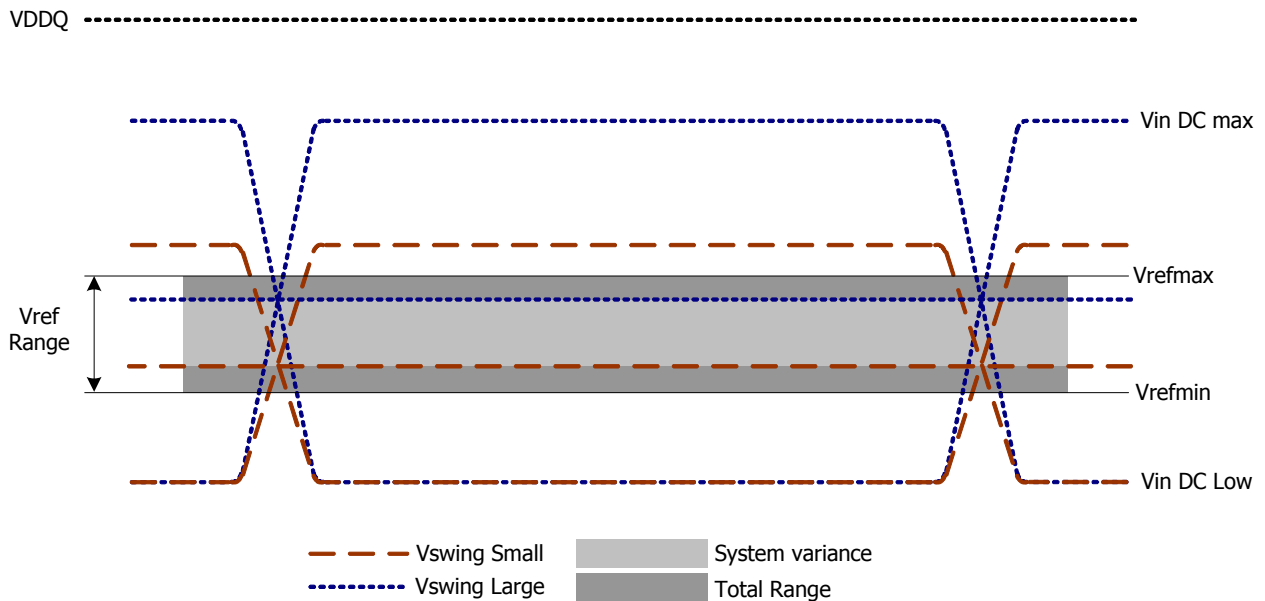 VDDQ
Vin DC max
Vrefmax
Vref
Range
Vrefmin
Vin DC Low
Vswing Small
System variance
Vswing Large
Total Range